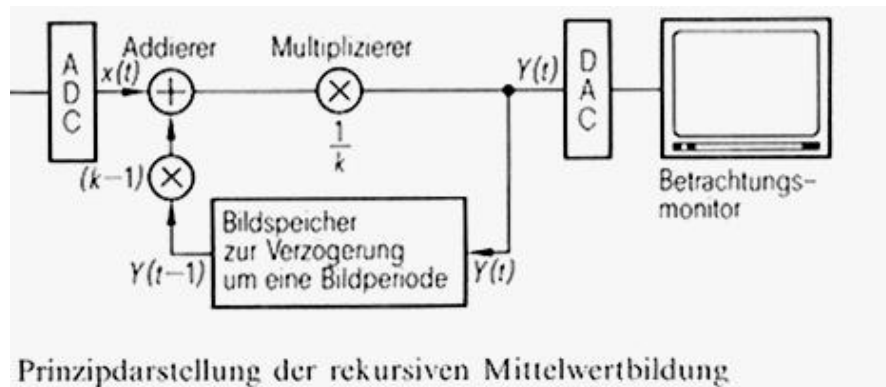 A
D
C
x(t)
Addierer
Multiplizierer
1/k
Y(t)
D
A
C
(k−1)
Betrachtungs-
monitor
Bildspeicher
zur Verzogerung
um eine Bildperiode
Y(t−1)
Y(t)
Prinzipdarstellung der rekursiven Mittelwertbildung